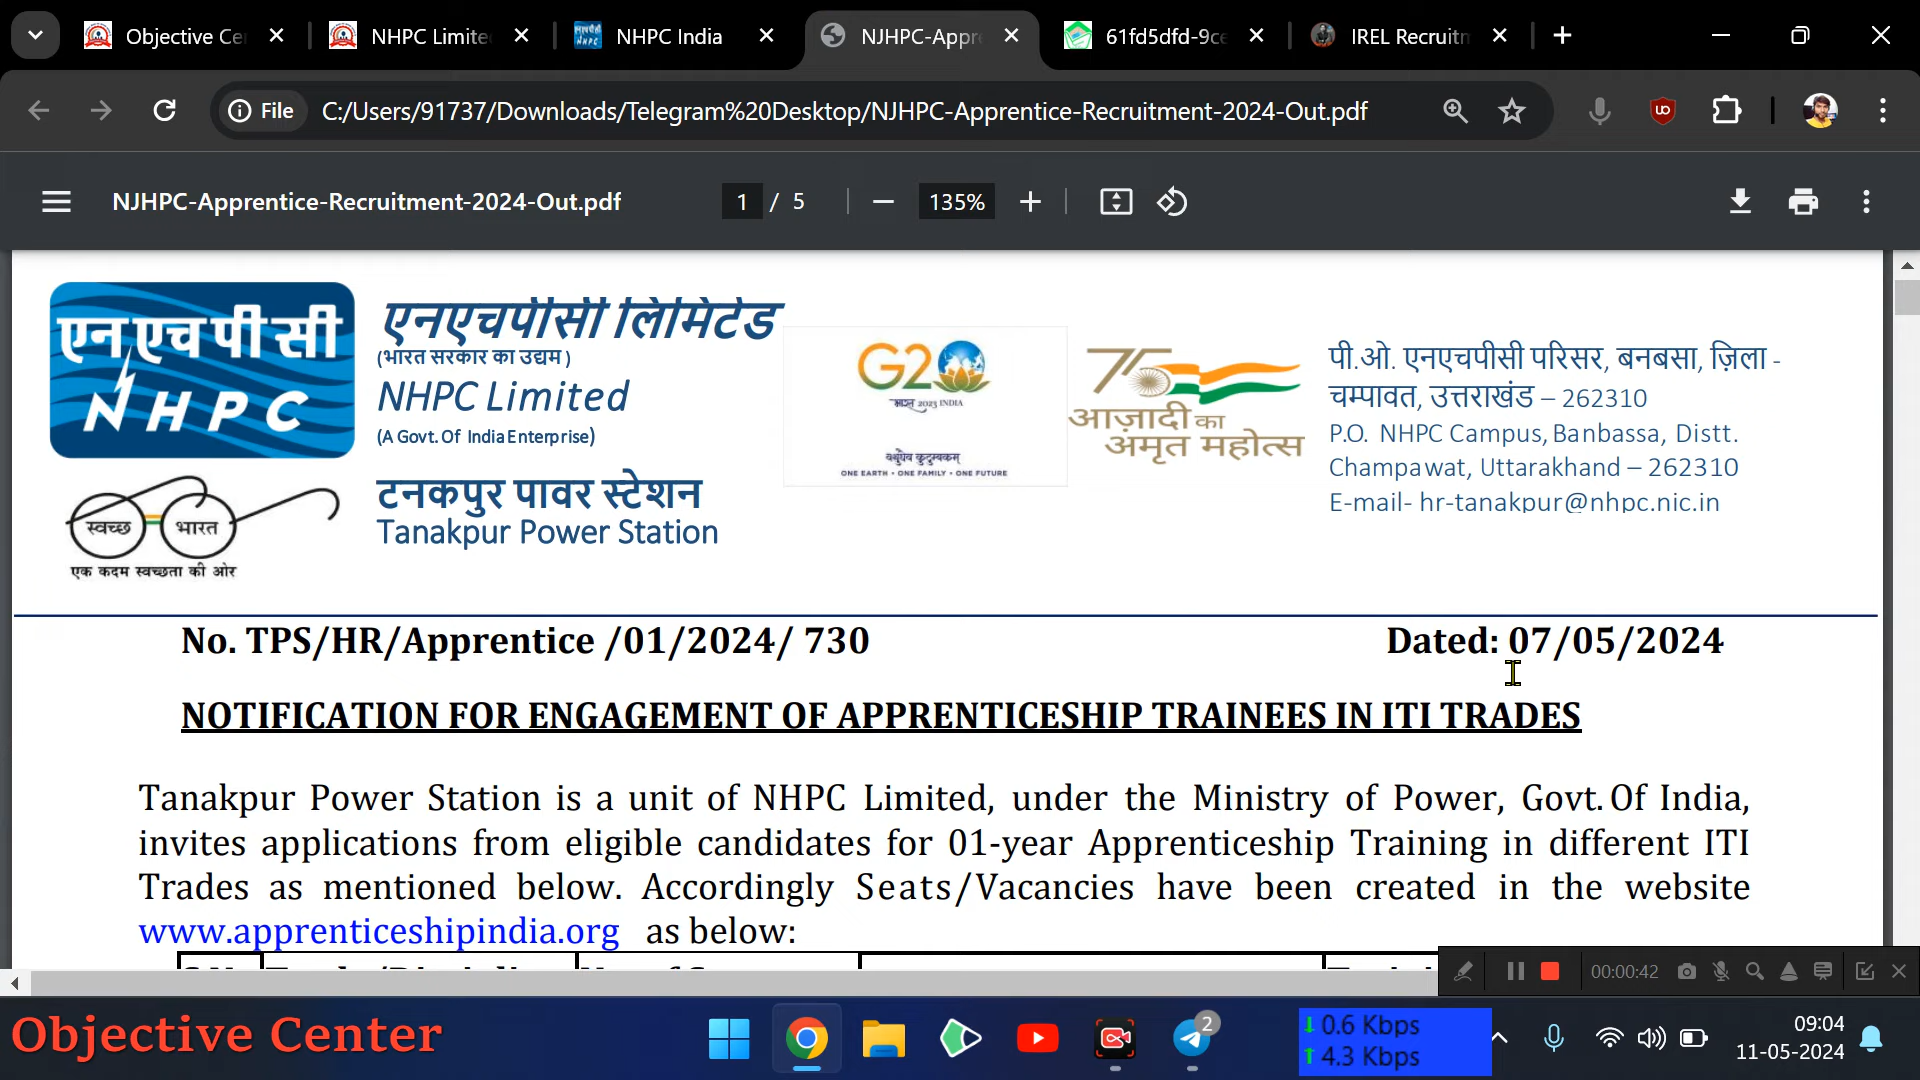 Objective Ce
NHPC Limite
NHPC India
NJHPC-Appr
61fd5dfd-9ce
IREL Recruitm
File
C:/Users/91737/Downloads/Telegram%20Desktop/NJHPC-Apprentice-Recruitment-2024-Out.pdf
NJHPC-Apprentice-Recruitment-2024-Out.pdf
1 / 5
135%
एनएचपीसी
NHPC
एनएचपीसी लिमिटेड
(भारत सरकार का उद्यम )
NHPC Limited
(A Govt. Of India Enterprise)
टनकपुर पावर स्टेशन
Tanakpur Power Station
स्वच्छ भारत
एक कदम स्वच्छता की ओर
G20
भारत 2023 INDIA
वसुधैव कुटुम्बकम्
ONE EARTH • ONE FAMILY • ONE FUTURE
75
आज़ादी का
अमृत महोत्स
पी.ओ. एनएचपीसी परिसर, बनबसा, ज़िला -
चम्पावत, उत्तराखंड – 262310
P.O. NHPC Campus, Banbassa, Distt.
Champawat, Uttarakhand – 262310
E-mail- hr-tanakpur@nhpc.nic.in
No. TPS/HR/Apprentice /01/2024/ 730
Dated: 07/05/2024
NOTIFICATION FOR ENGAGEMENT OF APPRENTICESHIP TRAINEES IN ITI TRADES
Tanakpur Power Station is a unit of NHPC Limited, under the Ministry of Power, Govt. Of India,
invites applications from eligible candidates for 01-year Apprenticeship Training in different ITI
Trades as mentioned below. Accordingly Seats/Vacancies have been created in the website
www.apprenticeshipindia.org as below:
00:00:42
Objective Center
2
0.6 Kbps
4.3 Kbps
09:04
11-05-2024